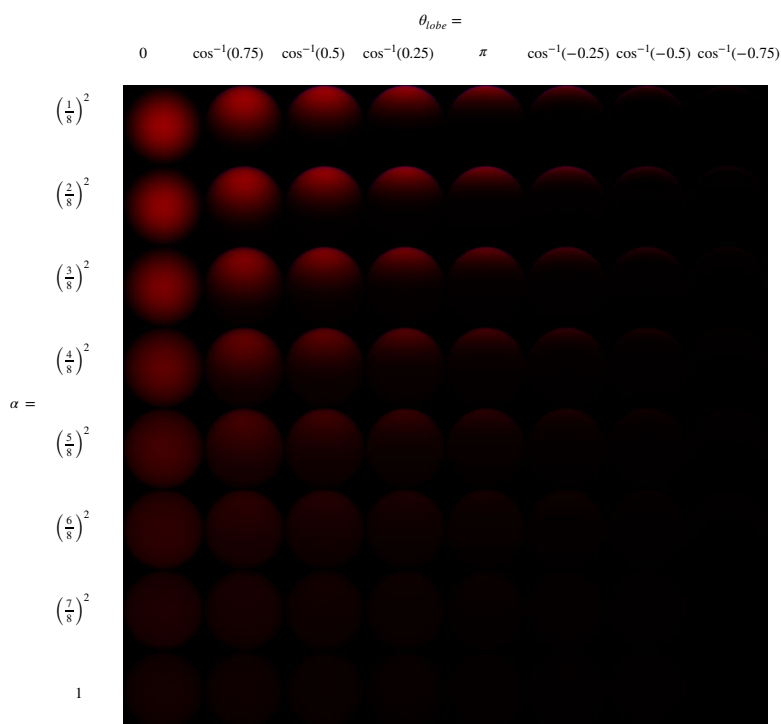 θ_lobe =
0 cos⁻¹(0.75) cos⁻¹(0.5) cos⁻¹(0.25) π cos⁻¹(−0.25) cos⁻¹(−0.5) cos⁻¹(−0.75)
(1/8)²
(2/8)²
(3/8)²
(4/8)²
α =
(5/8)²
(6/8)²
(7/8)²
1